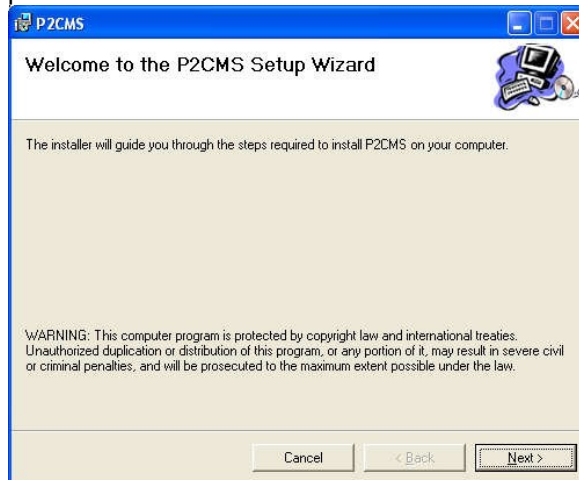 P2CMS
Welcome to the P2CMS Setup Wizard
The installer will guide you through the steps required to install P2CMS on your computer.
WARNING: This computer program is protected by copyright law and international treaties.
Unauthorized duplication or distribution of this program, or any portion of it, may result in severe civil
or criminal penalties, and will be prosecuted to the maximum extent possible under the law.
Cancel
< Back
Next >